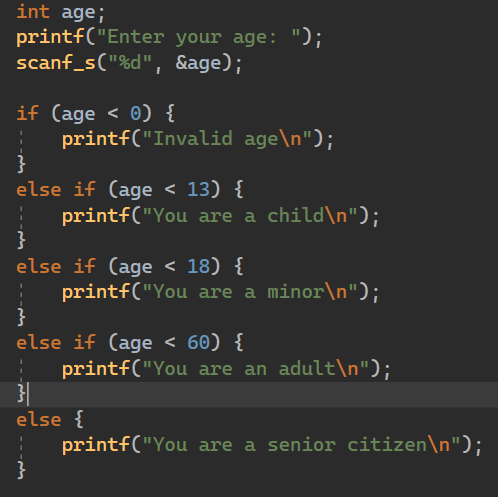 int age;
printf("Enter your age: ");
scanf_s("%d", &age);

if (age < 0) {
    printf("Invalid age\n");
}
else if (age < 13) {
    printf("You are a child\n");
}
else if (age < 18) {
    printf("You are a minor\n");
}
else if (age < 60) {
    printf("You are an adult\n");
}
else {
    printf("You are a senior citizen\n");
}